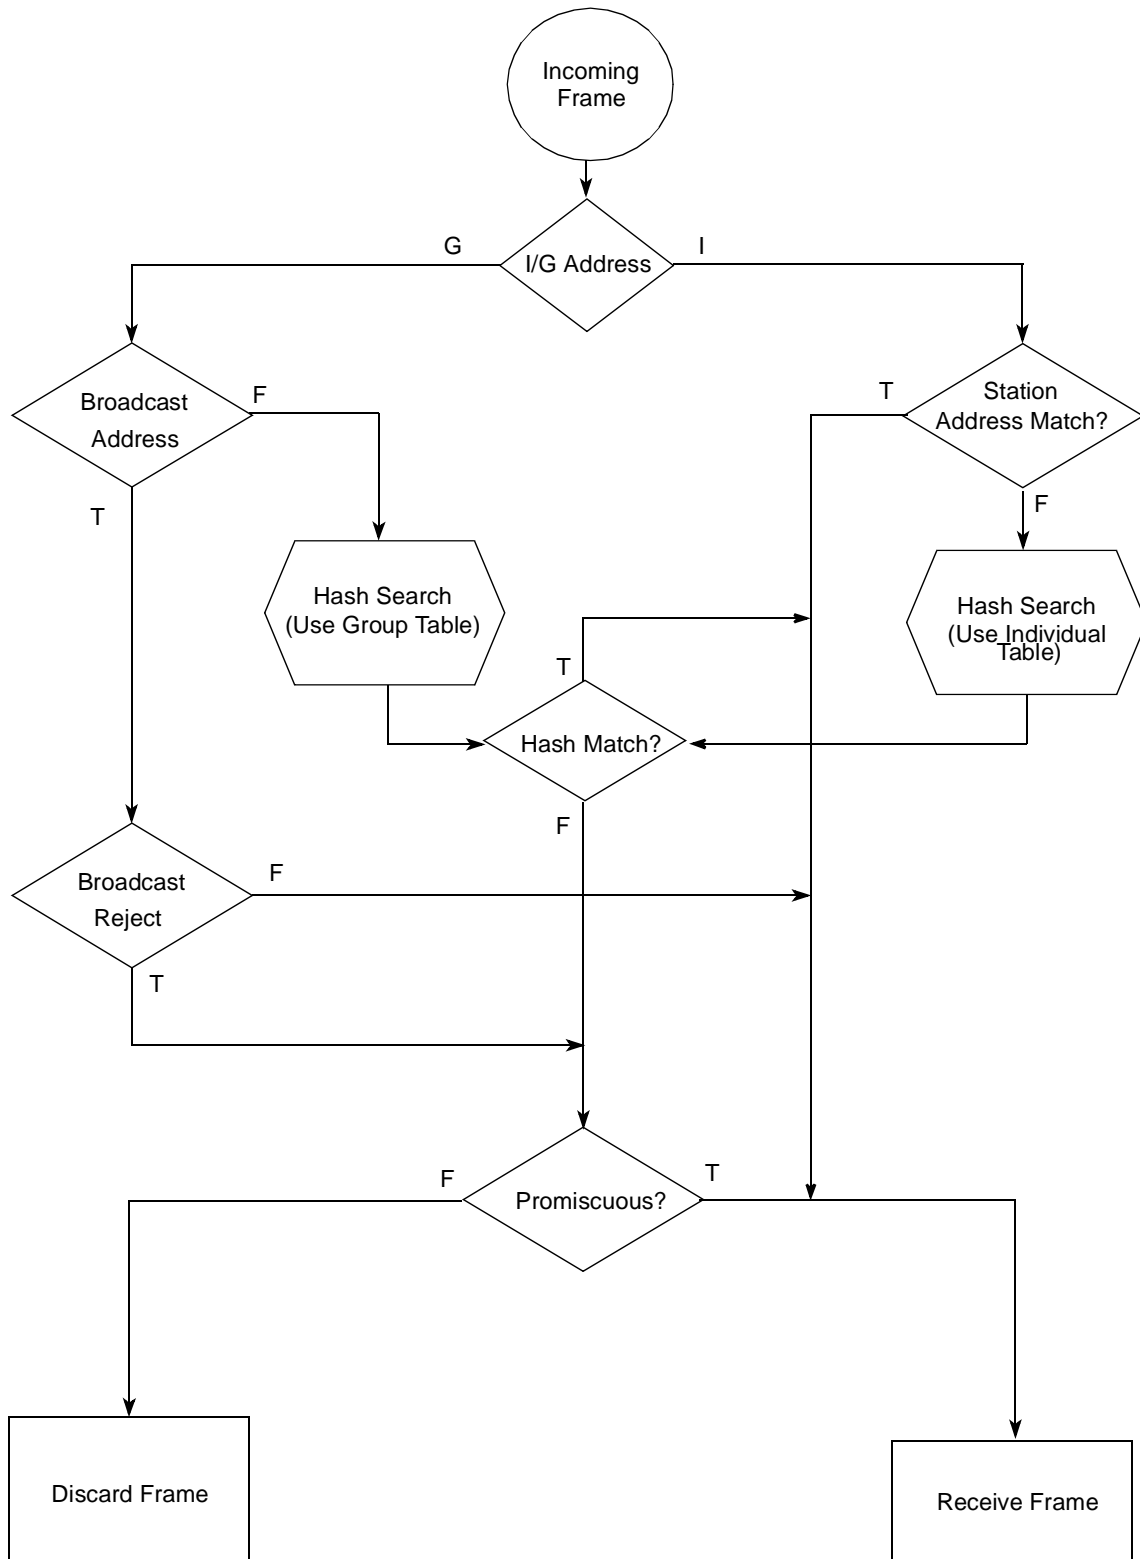 Incoming
Frame
G
I/G Address
I
Broadcast
Address
F
T
Station
Address Match?
T
F
Hash Search
(Use Group Table)
Hash Search
(Use Individual
Table)
T
Hash Match?
F
Broadcast
Reject
F
T
F
Promiscuous?
T
Discard Frame
Receive Frame